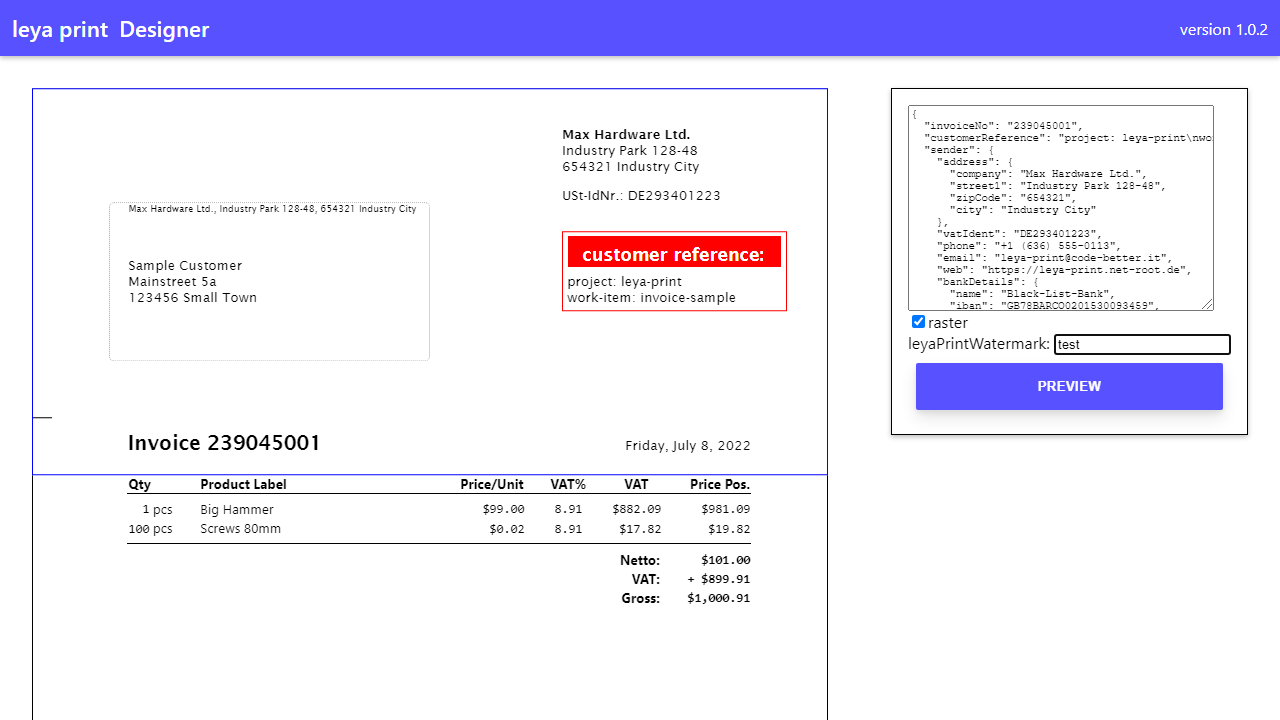 leya print Designer
version 1.0.2
Max Hardware Ltd.
Industry Park 128-48
654321 Industry City
USt-IdNr.: DE293401223
Max Hardware Ltd., Industry Park 128-48, 654321 Industry City
Sample Customer
Mainstreet 5a
123456 Small Town
customer reference:
project: leya-print
work-item: invoice-sample
Invoice 239045001
Friday, July 8, 2022
Qty Product Label Price/Unit VAT% VAT Price Pos.
1 pcs Big Hammer $99.00 8.91 $882.09 $981.09
100 pcs Screws 80mm $0.02 8.91 $17.82 $19.82
Netto: $101.00
VAT: + $899.91
Gross: $1,000.91
{
"invoiceNo": "239045001",
"customerReference": "project: leya-print\nwo
"sender": {
"address": {
"company": "Max Hardware Ltd.",
"street1": "Industry Park 128-48",
"zipCode": "654321",
"city": "Industry City"
},
"vatIdent": "DE293401223",
"phone": "+1 (636) 555-0113",
"email": "leya-print@code-better.it",
"web": "https://leya-print.net-root.de",
"bankDetails": {
"name": "Black-List-Bank",
"iban": "GB78BARCO0201530093459",
raster
leyaPrintWatermark: test
PREVIEW